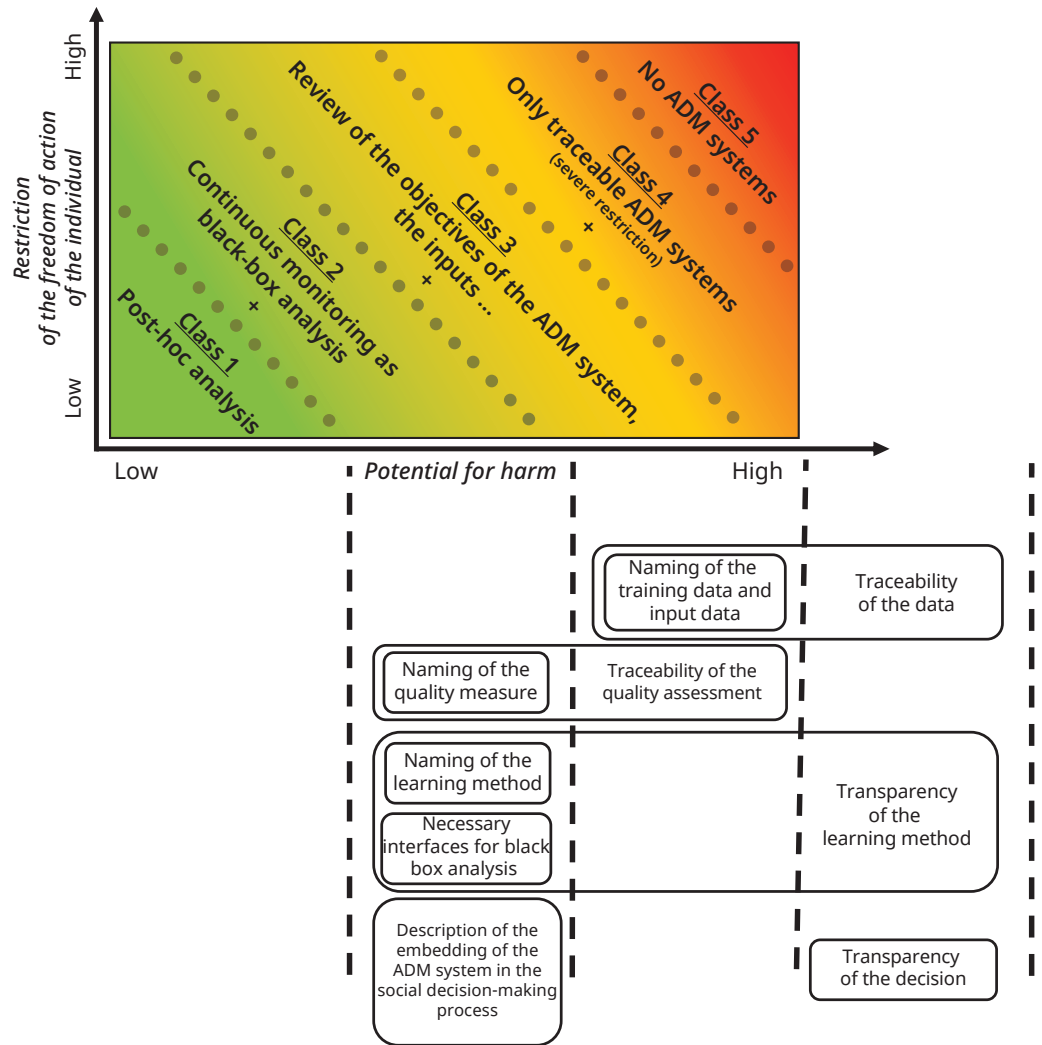 High
Restriction
of the freedom of action
of the individual
Low
Class 1
Post-hoc analysis
+
Class 2
Continuous monitoring as
black-box analysis
+
Class 3
Review of the objectives of the ADM system,
the inputs ...
+
Class 4
Only traceable ADM systems
(severe restriction)
Class 5
No ADM systems
Low
Potential for harm
High
Naming of the
training data and
input data
Traceability
of the data
Naming of the
quality measure
Traceability of the
quality assessment
Naming of the
learning method
Necessary
interfaces for black
box analysis
Transparency
of the
learning method
Description of the
embedding of the
ADM system in the
social decision-making
process
Transparency
of the decision